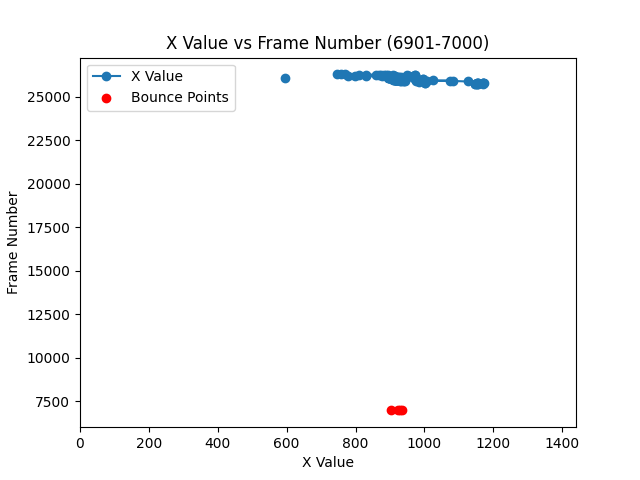 X Value vs Frame Number (6901-7000)
X Value
Bounce Points
25000
22500
20000
17500
15000
12500
10000
7500
Frame Number
0 200 400 600 800 1000 1200 1400
X Value